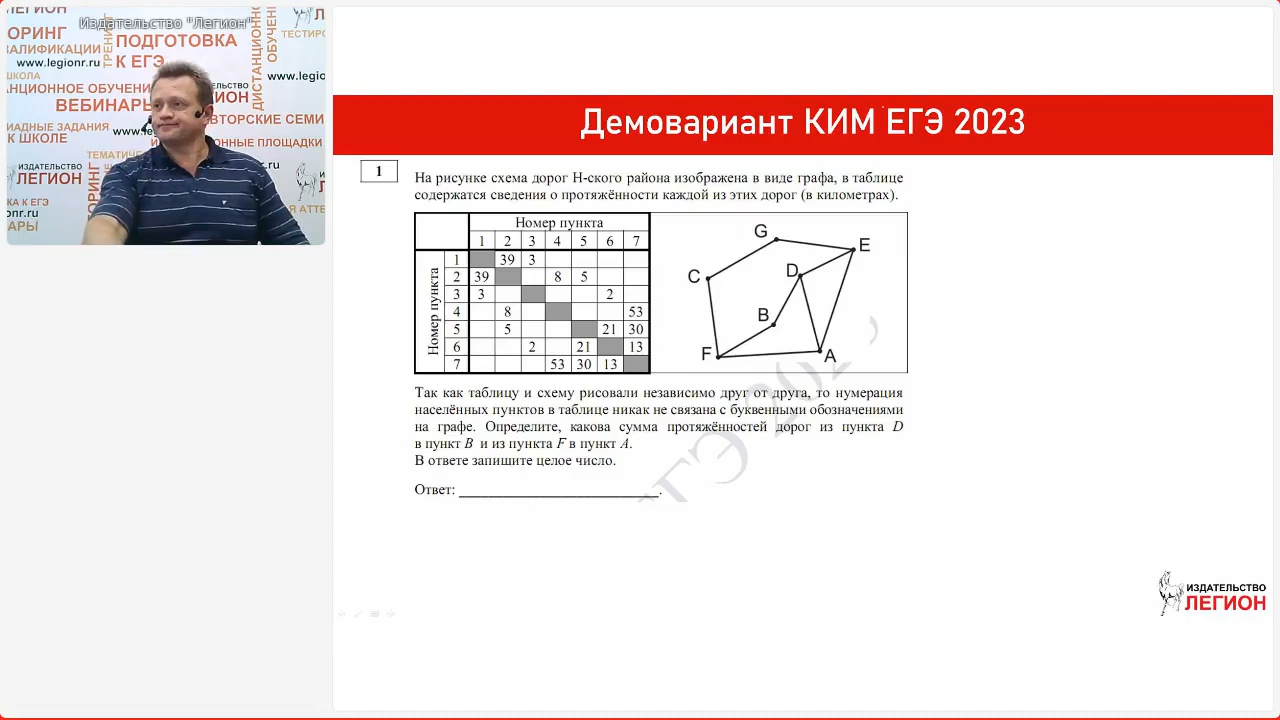 Издательство "Легион"
ЛЕГИОН
ПОДГОТОВКА
К ЕГЭ
www.legionr.ru
ВЕБИНАРЫ
К ШКОЛЕ
ИЗДАТЕЛЬСТВО
ЛЕГИОН
Демовариант КИМ ЕГЭ 2023
1
На рисунке схема дорог Н-ского района изображена в виде графа, в таблице
содержатся сведения о протяжённости каждой из этих дорог (в километрах).
Номер пункта
1 2 3 4 5 6 7
Номер пункта
1 39 3
2 39 8 5
3 3 2
4 8 53
5 5 21 30
6 2 21 13
7 53 30 13
G
E
D
C
B
F
A
Так как таблицу и схему рисовали независимо друг от друга, то нумерация
населённых пунктов в таблице никак не связана с буквенными обозначениями
на графе. Определите, какова сумма протяжённостей дорог из пункта D
в пункт B и из пункта F в пункт A.
В ответе запишите целое число.
Ответ: ___________________________.
ИЗДАТЕЛЬСТВО
ЛЕГИОН